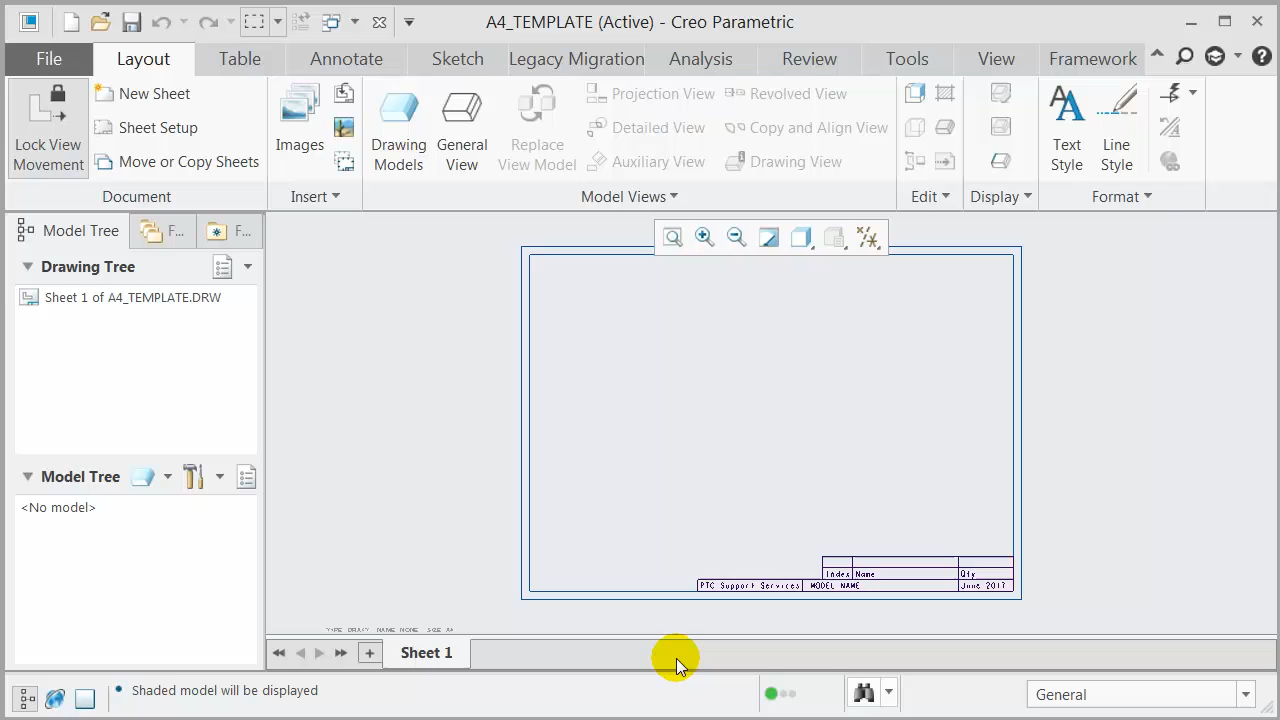 A4_TEMPLATE (Active) - Creo Parametric
File Layout Table Annotate Sketch Legacy Migration Analysis Review Tools View Framework
New Sheet
Sheet Setup
Move or Copy Sheets
Lock View
Movement
Document
Images
Insert
Drawing
Models
General
View
Replace
View Model
Projection View
Detailed View
Auxiliary View
Revolved View
Copy and Align View
Drawing View
Model Views
Edit
Display
Text
Style
Line
Style
Format
Model Tree
F...
F...
Drawing Tree
Sheet 1 of A4_TEMPLATE.DRW
Model Tree
<No model>
Index Name Qty
PTC Support Services MODEL NAME June 2017
Sheet 1
Shaded model will be displayed
General